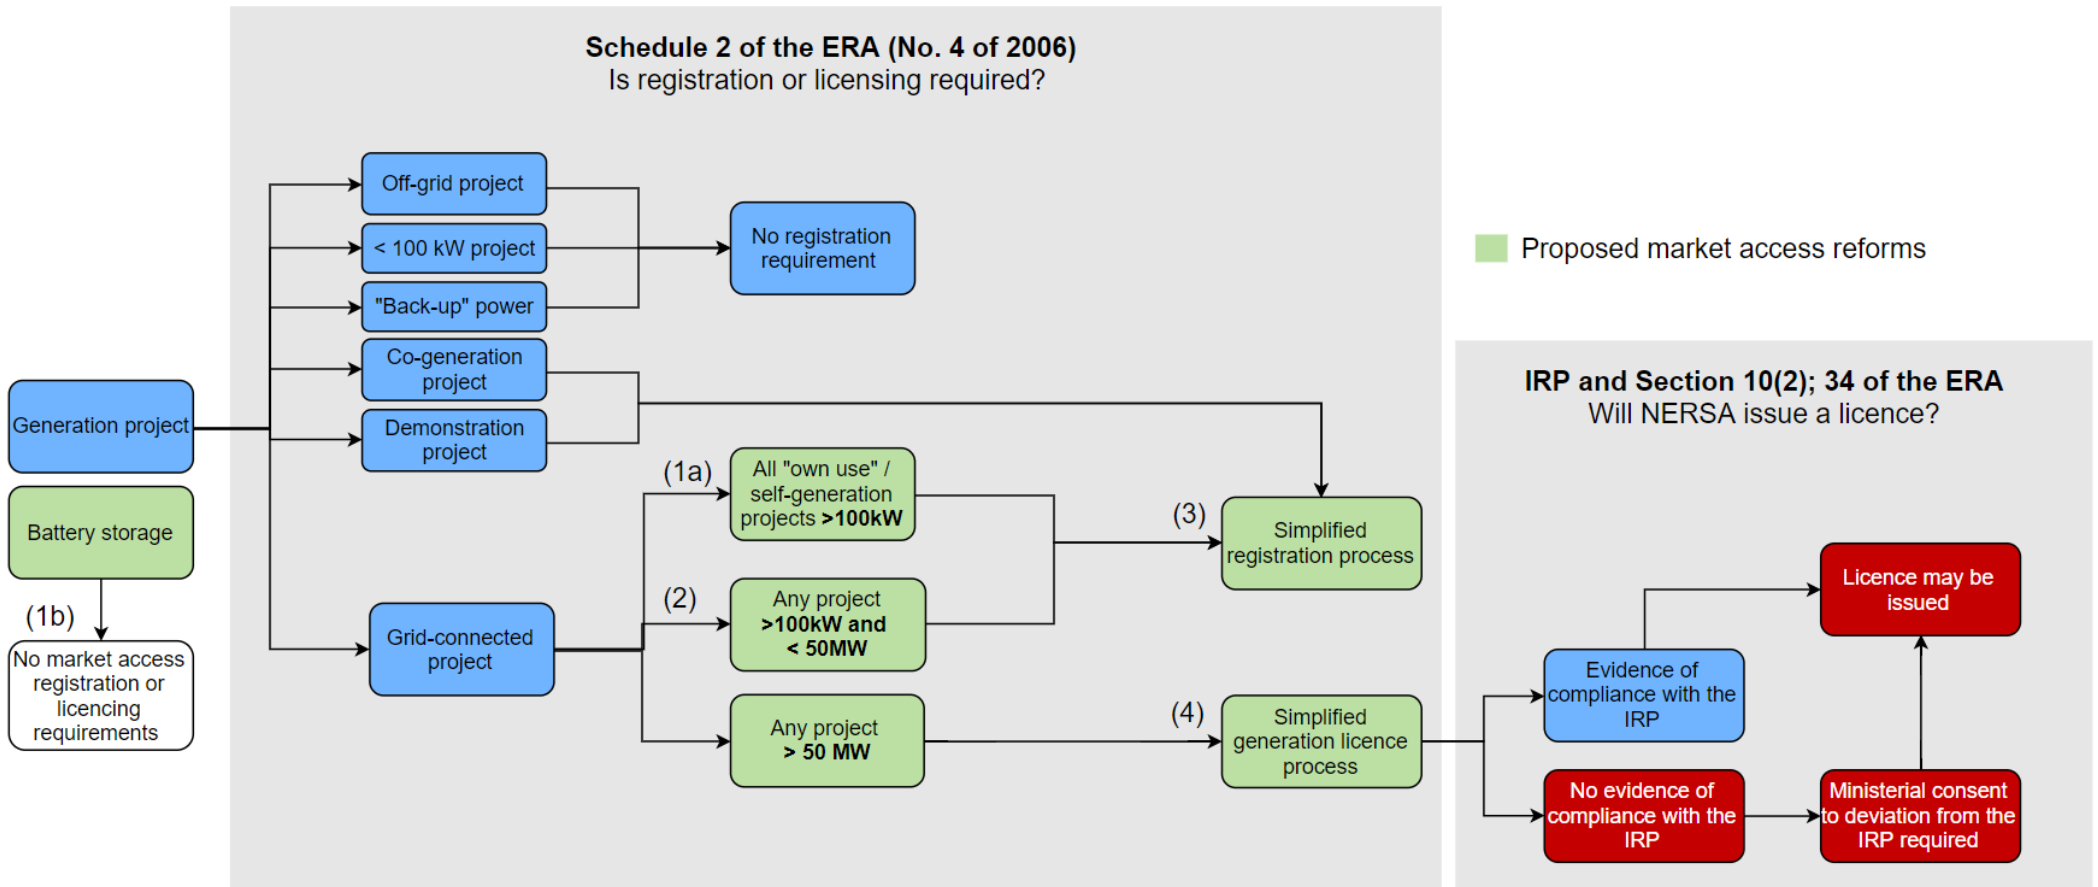 Schedule 2 of the ERA (No. 4 of 2006)
Is registration or licensing required?
Off-grid project
< 100 kW project
"Back-up" power
No registration
requirement
Co-generation
project
Demonstration
project
Generation project
Battery storage
(1b)
No market access
registration or
licencing
requirements
Grid-connected
project
(1a)
All "own use" /
self-generation
projects >100kW
(2)
Any project
>100kW and
< 50MW
Any project
> 50 MW
(3)
Simplified
registration process
(4)
Simplified
generation licence
process
Proposed market access reforms
IRP and Section 10(2); 34 of the ERA
Will NERSA issue a licence?
Licence may be
issued
Evidence of
compliance with the
IRP
No evidence of
compliance with the
IRP
Ministerial consent
to deviation from the
IRP required